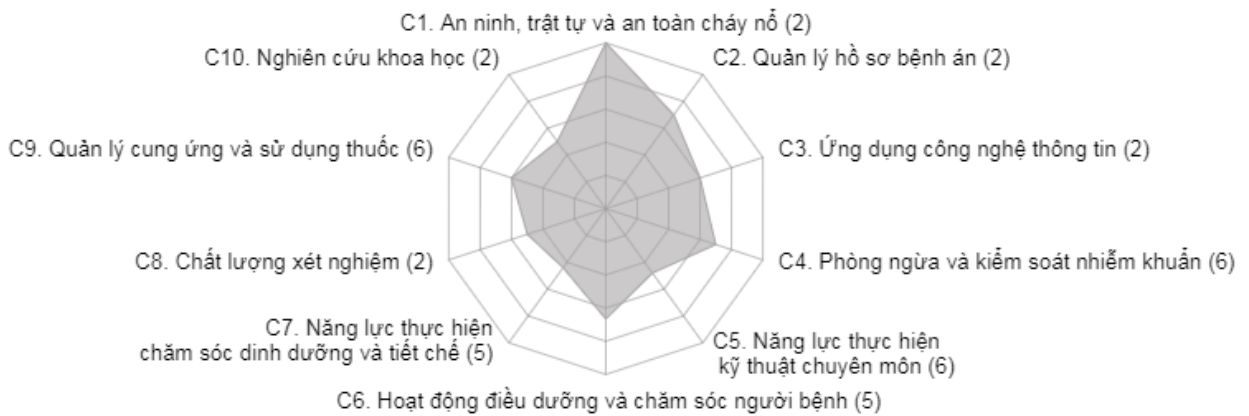 C1. An ninh, trật tự và an toàn cháy nổ (2)
C2. Quản lý hồ sơ bệnh án (2)
C3. Ứng dụng công nghệ thông tin (2)
C4. Phòng ngừa và kiểm soát nhiễm khuẩn (6)
C5. Năng lực thực hiện
kỹ thuật chuyên môn (6)
C6. Hoạt động điều dưỡng và chăm sóc người bệnh (5)
C7. Năng lực thực hiện
chăm sóc dinh dưỡng và tiết chế (5)
C8. Chất lượng xét nghiệm (2)
C9. Quản lý cung ứng và sử dụng thuốc (6)
C10. Nghiên cứu khoa học (2)